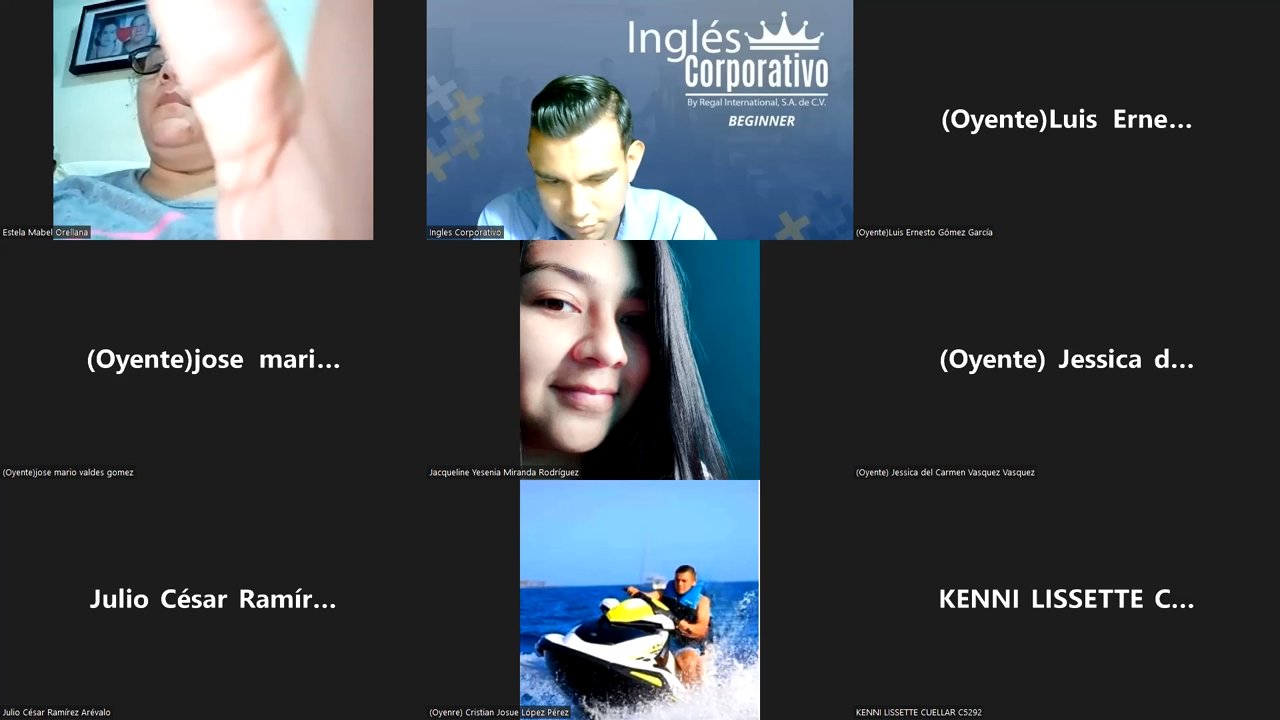 Inglés
Corporativo
By Regal International, S.A. de C.V.
BEGINNER
(Oyente)Luis Erne...
Estela Mabel Orellana
Ingles Corporativo
(Oyente)Luis Ernesto Gómez García
(Oyente)jose mari...
(Oyente) Jessica d...
(Oyente)jose mario valdes gomez
Jacqueline Yesenia Miranda Rodríguez
(Oyente) Jessica del Carmen Vasquez Vasquez
Julio César Ramír...
KENNI LISSETTE C...
Julio César Ramírez Arévalo
(Oyenre) Cristian Josue López Pérez
KENNI LISSETTE CUELLAR C5292